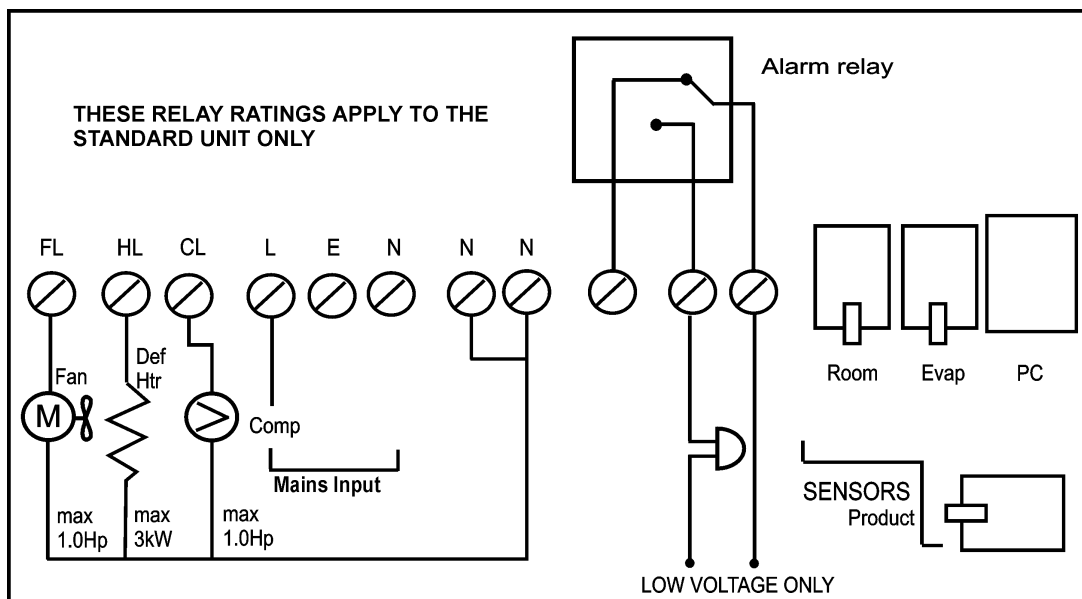 Alarm relay
THESE RELAY RATINGS APPLY TO THE
STANDARD UNIT ONLY
FL HL CL L E N N N
Def
Htr
Fan
M
Comp
Mains Input
max
1.0Hp
max
3kW
max
1.0Hp
Room Evap PC
SENSORS
Product
LOW VOLTAGE ONLY